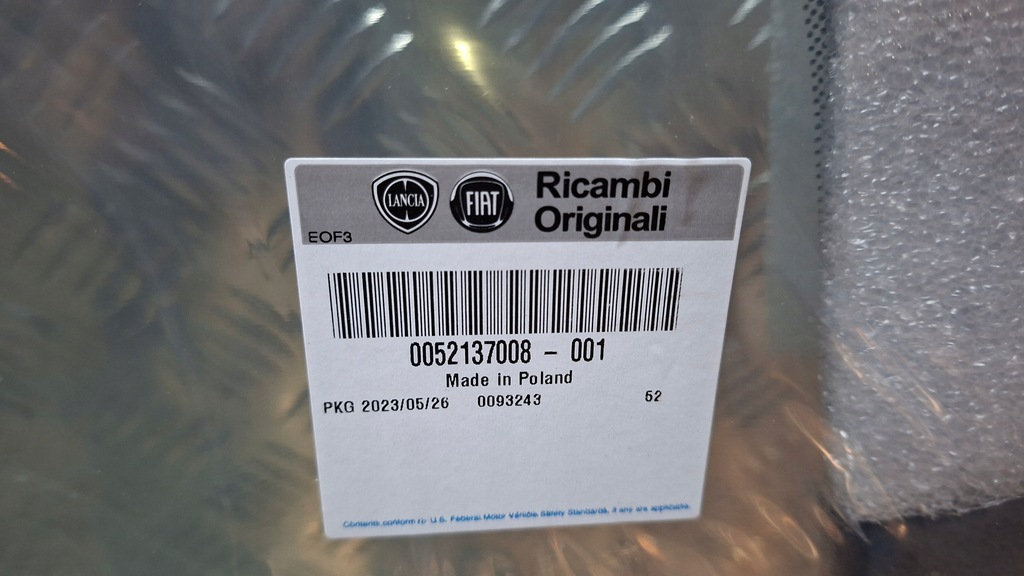 LANCIA
FIAT
Ricambi
Originali
EOF3
0052137008 - 001
Made in Poland
PKG 2023/05/26 0093243 52
Contents conform to U.S. Federal Motor Vehicle Safety Standards, if any are applicable.